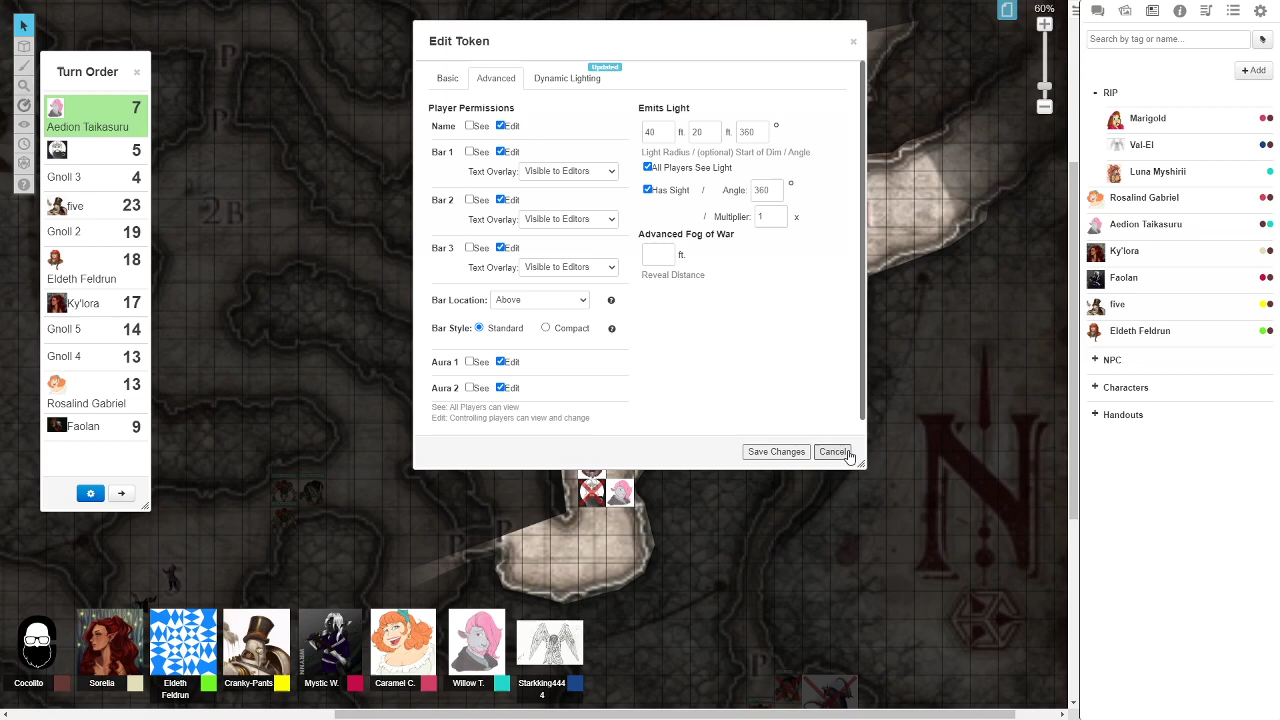 60%
Turn Order ×
7
Aedion Taikasuru
5
Gnoll 3 4
five 23
Gnoll 2 19
18
Eldeth Feldrun
Ky'lora 17
Gnoll 5 14
Gnoll 4 13
13
Rosalind Gabriel
Faolan 9
Edit Token ×
Updated
Basic Advanced Dynamic Lighting
Player Permissions
Name See Edit
Bar 1 See Edit
Text Overlay: Visible to Editors
Bar 2 See Edit
Text Overlay: Visible to Editors
Bar 3 See Edit
Text Overlay: Visible to Editors
Bar Location: Above
Bar Style: Standard Compact
Aura 1 See Edit
Aura 2 See Edit
See: All Players can view
Edit: Controlling players can view and change
Emits Light
40 ft. 20 ft. 360 °
Light Radius / (optional) Start of Dim / Angle
All Players See Light
Has Sight / Angle: 360 °
/ Multiplier: 1 x
Advanced Fog of War
ft.
Reveal Distance
Save Changes Cancel
Search by tag or name...
+ Add
- RIP
Marigold
Val-El
Luna Myshirii
Rosalind Gabriel
Aedion Taikasuru
Ky'lora
Faolan
five
Eldeth Feldrun
+ NPC
+ Characters
+ Handouts
2B
P
P
P
P
N
Cocolito
Sorelia
Eldeth
Feldrun
Cranky-Pants
Mystic W.
Caramel C.
Willow T.
Starkking444
4